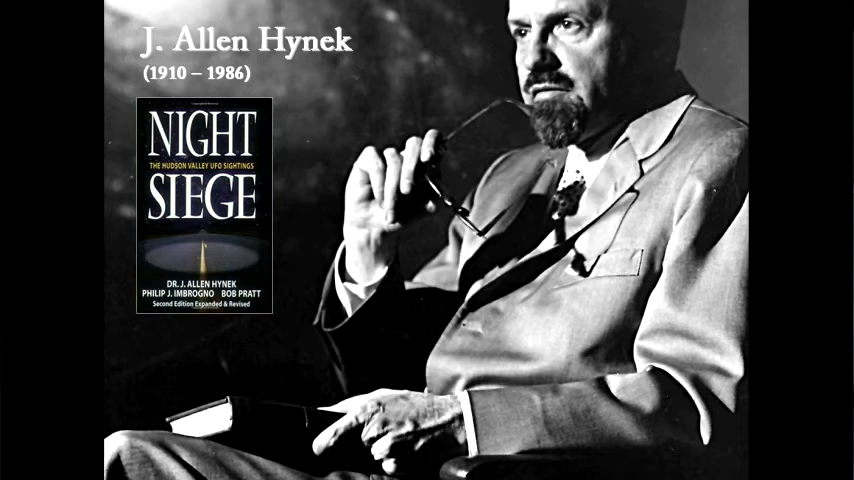 J. Allen Hynek
(1910 – 1986)
NIGHT
THE HUDSON VALLEY UFO SIGHTINGS
SIEGE
DR. J. ALLEN HYNEK
PHILIP J. IMBROGNO BOB PRATT
Second Edition Expanded & Revised